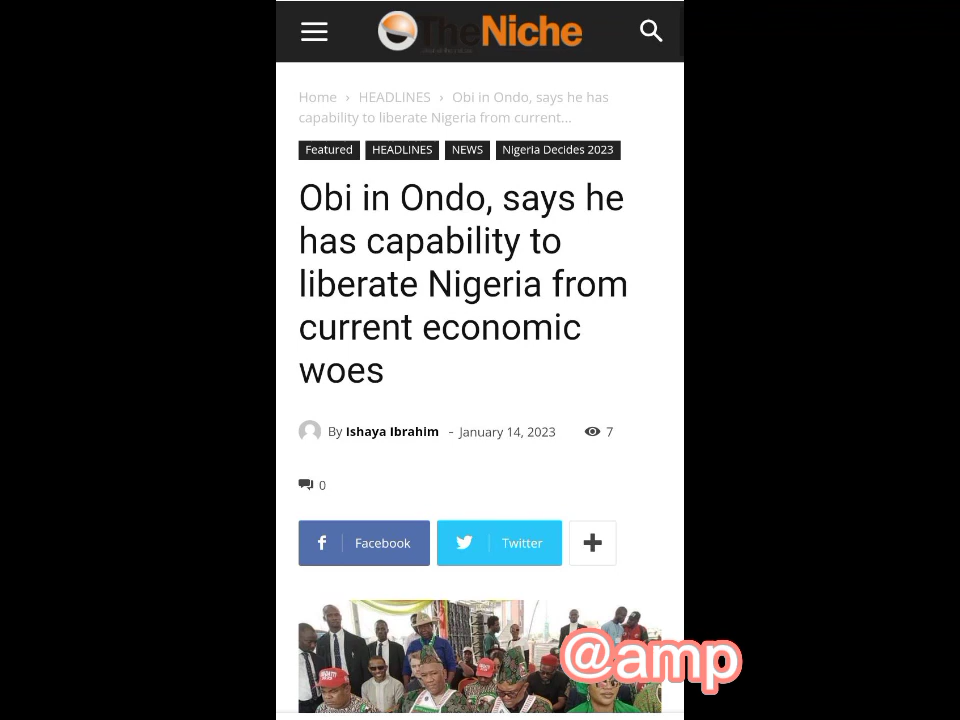 TheNiche
Home › HEADLINES › Obi in Ondo, says he has
capability to liberate Nigeria from current...
Featured HEADLINES NEWS Nigeria Decides 2023
Obi in Ondo, says he
has capability to
liberate Nigeria from
current economic
woes
By Ishaya Ibrahim - January 14, 2023 7
0
Facebook Twitter
@amp